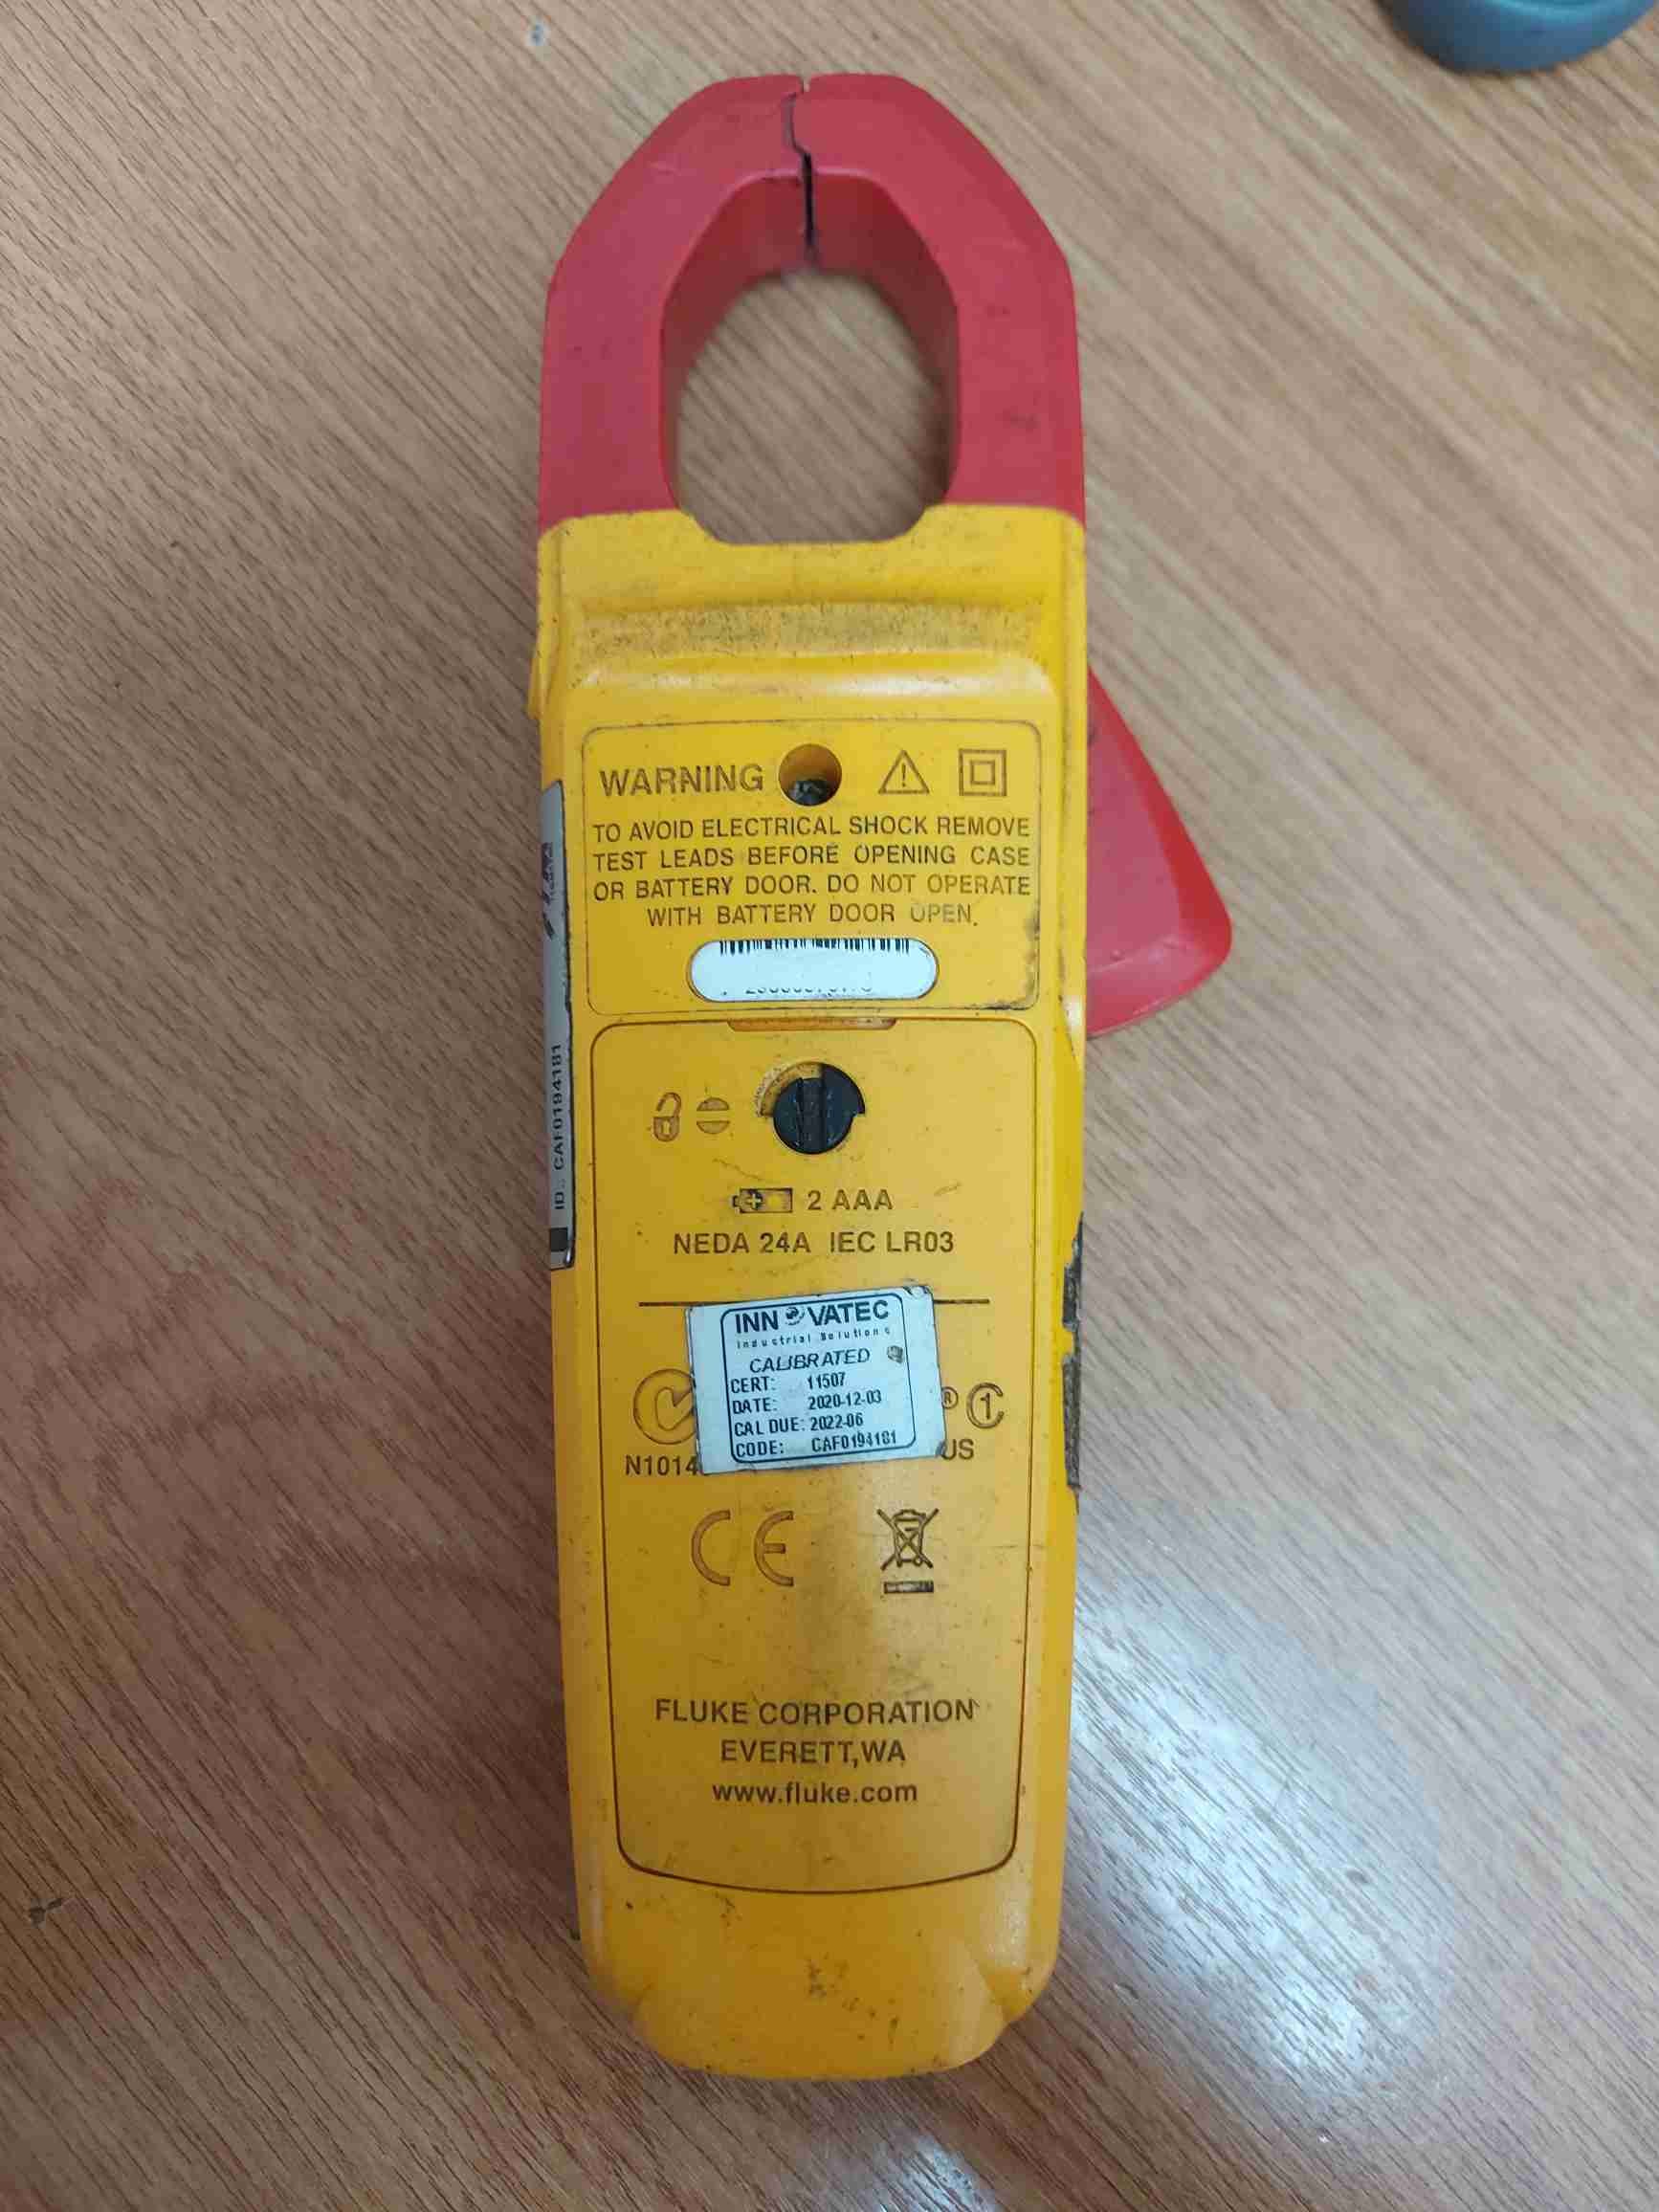 WARNING
TO AVOID ELECTRICAL SHOCK REMOVE
TEST LEADS BEFORE OPENING CASE
OR BATTERY DOOR. DO NOT OPERATE
WITH BATTERY DOOR OPEN.
ID.: CAF0194181
2 AAA
NEDA 24A IEC LR03
INNOVATEC
Industrial Solutions
CALIBRATED
CERT: 11507
DATE: 2020-12-03
CAL DUE: 2022-06
CODE: CAF0194181
® 1
N1014 US
CE
FLUKE CORPORATION
EVERETT,WA
www.fluke.com